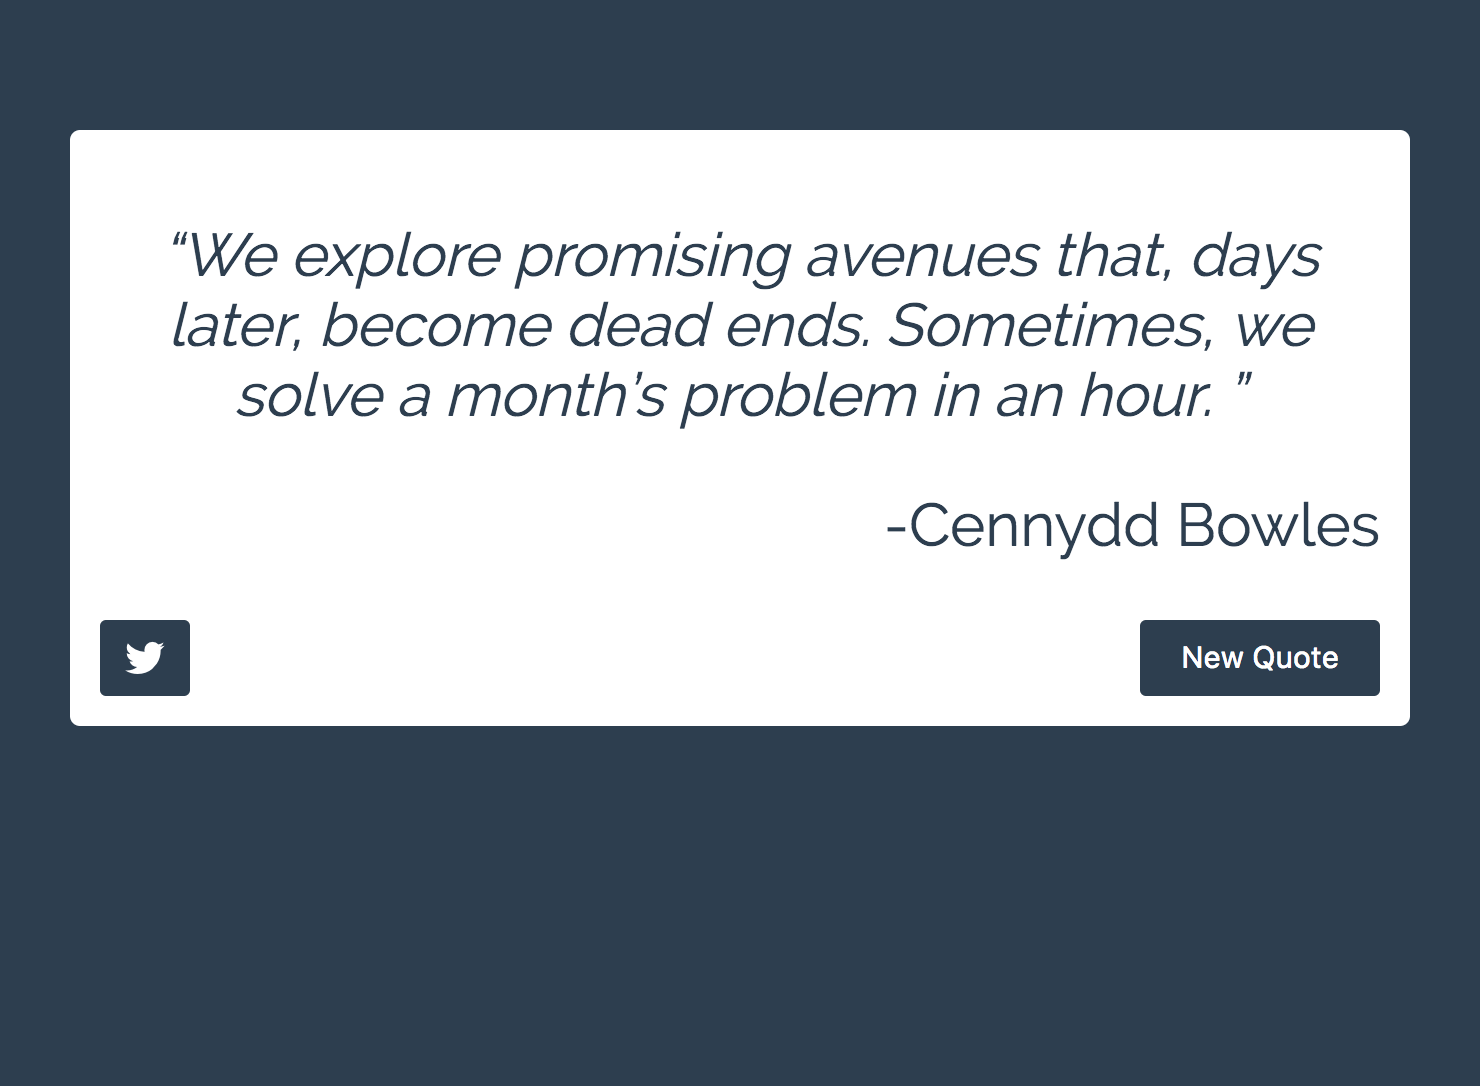 “We explore promising avenues that, days
later, become dead ends. Sometimes, we
solve a month’s problem in an hour. ”
-Cennydd Bowles
New Quote